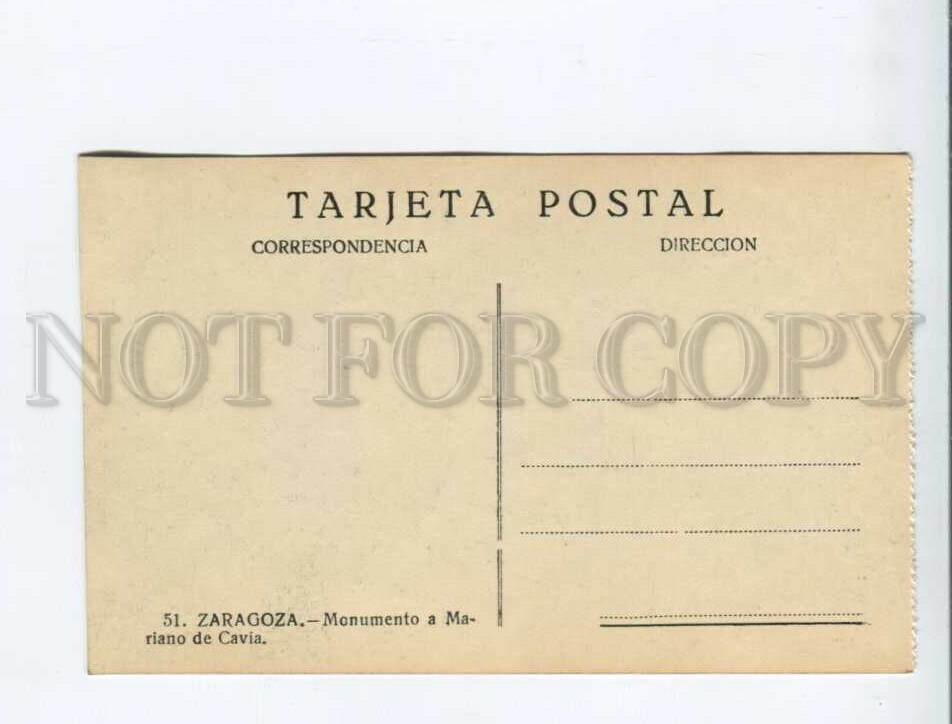 TARJETA POSTAL
CORRESPONDENCIA DIRECCION
NOT FOR COPY
51. ZARAGOZA.—Monumento a Ma-
riano de Cavia.